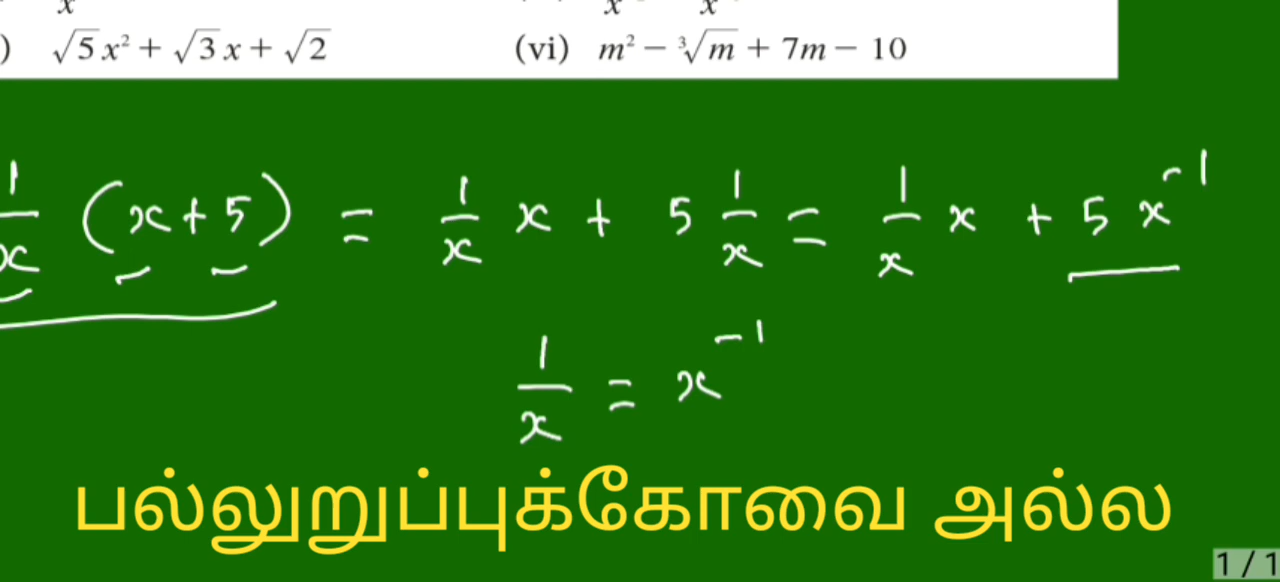 ) √5x² + √3x + √2 (vi) m² − ∛m + 7m − 10
1/x (x+5) = 1/x x + 5 1/x = 1/x x + 5x⁻¹
1/x = x⁻¹
பல்லுறுப்புக்கோவை அல்ல
1 / 1